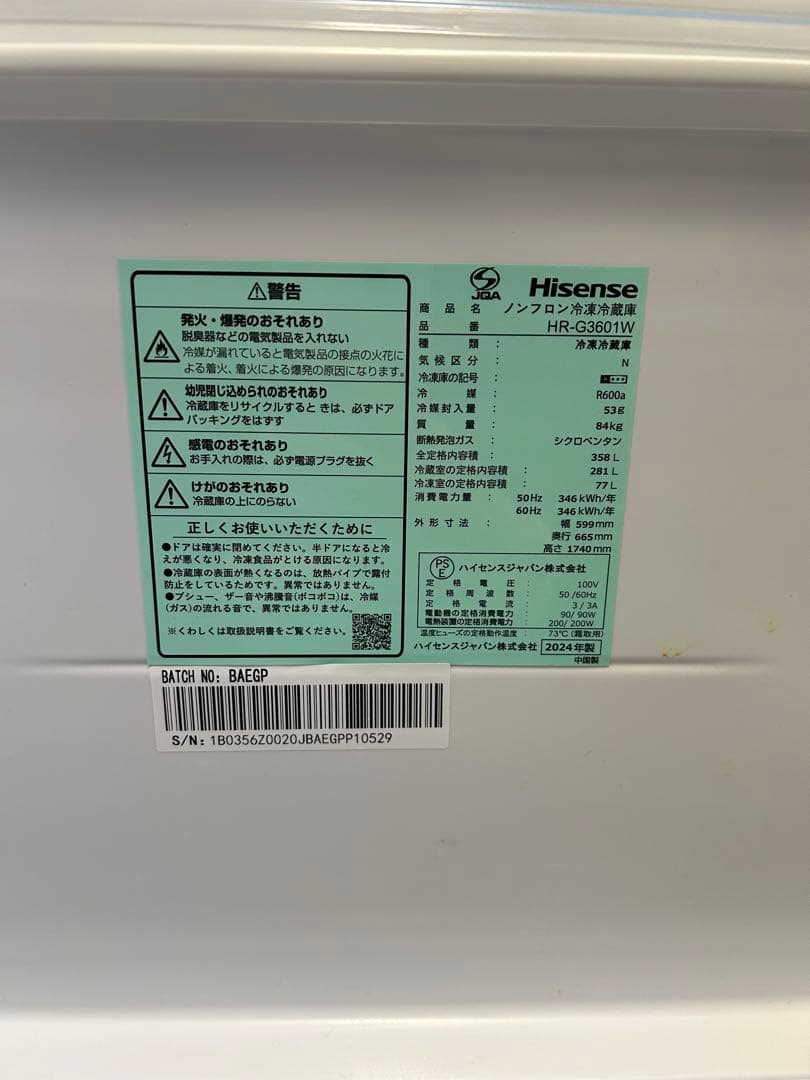 ⚠警告
発火・爆発のおそれあり
脱臭器などの電気製品を入れない
冷媒が漏れていると電気製品の接点の火花に
よる着火、着火による爆発の原因になります。
幼児閉じ込められのおそれあり
冷蔵庫をリサイクルすると きは、必ずドア
パッキングをはずす
感電のおそれあり
お手入れの際は、必ず電源プラグを抜く
けがのおそれあり
冷蔵庫の上にのらない
正しくお使いいただくために
●ドアは確実に閉めてください。半ドアになると冷
えが悪くなり、冷凍食品がとける原因になります。
●冷蔵庫の表面が熱くなるのは、放熱パイプで露付
防止をしているためです。異常ではありません。
●ブシュー、ザー音や沸騰音(ボコボコ)は、冷媒
(ガス)の流れる音で、異常ではありません。
※くわしくは取扱説明書をご覧ください。
JQA Hisense
商品名 ノンフロン冷凍冷蔵庫
品番 HR-G3601W
種類： 冷凍冷蔵庫
気候区分： N
冷凍庫の記号：
冷媒： R600a
冷媒封入量： 53g
質量： 84kg
断熱発泡ガス： シクロペンタン
全定格内容積： 358 L
冷蔵室の定格内容積： 281 L
冷凍室の定格内容積： 77 L
消費電力量： 50Hz 346 kWh/年
60Hz 346 kWh/年
外形寸法： 幅 599mm
奥行 665mm
高さ 1740mm
PSE ハイセンスジャパン株式会社
定格電圧： 100V
定格周波数： 50 /60Hz
定格電流： 3 / 3A
電動機の定格消費電力： 90/ 90W
電熱装置の定格消費電力： 200/ 200W
温度ヒューズの定格動作温度： 73℃（霜取用）
ハイセンスジャパン株式会社 2024年製
中国製
BATCH NO: BAEGP
S/N: 1B0356Z0020JBAEGPP10529